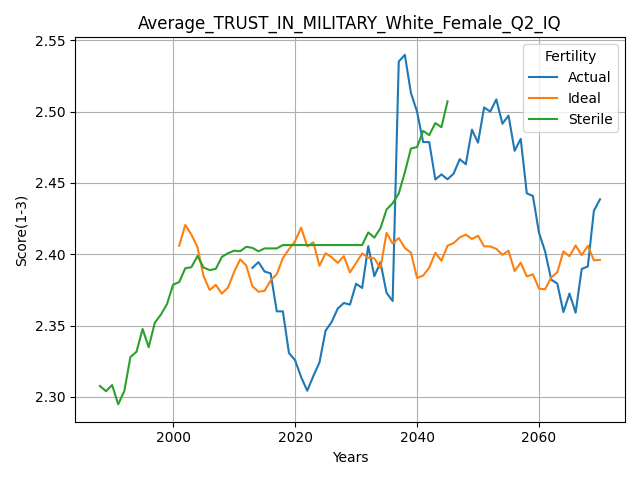 Average_TRUST_IN_MILITARY_White_Female_Q2_IQ
Fertility
Actual
Ideal
Sterile
Score(1-3)
2.55
2.50
2.45
2.40
2.35
2.30
2000
2020
2040
2060
Years